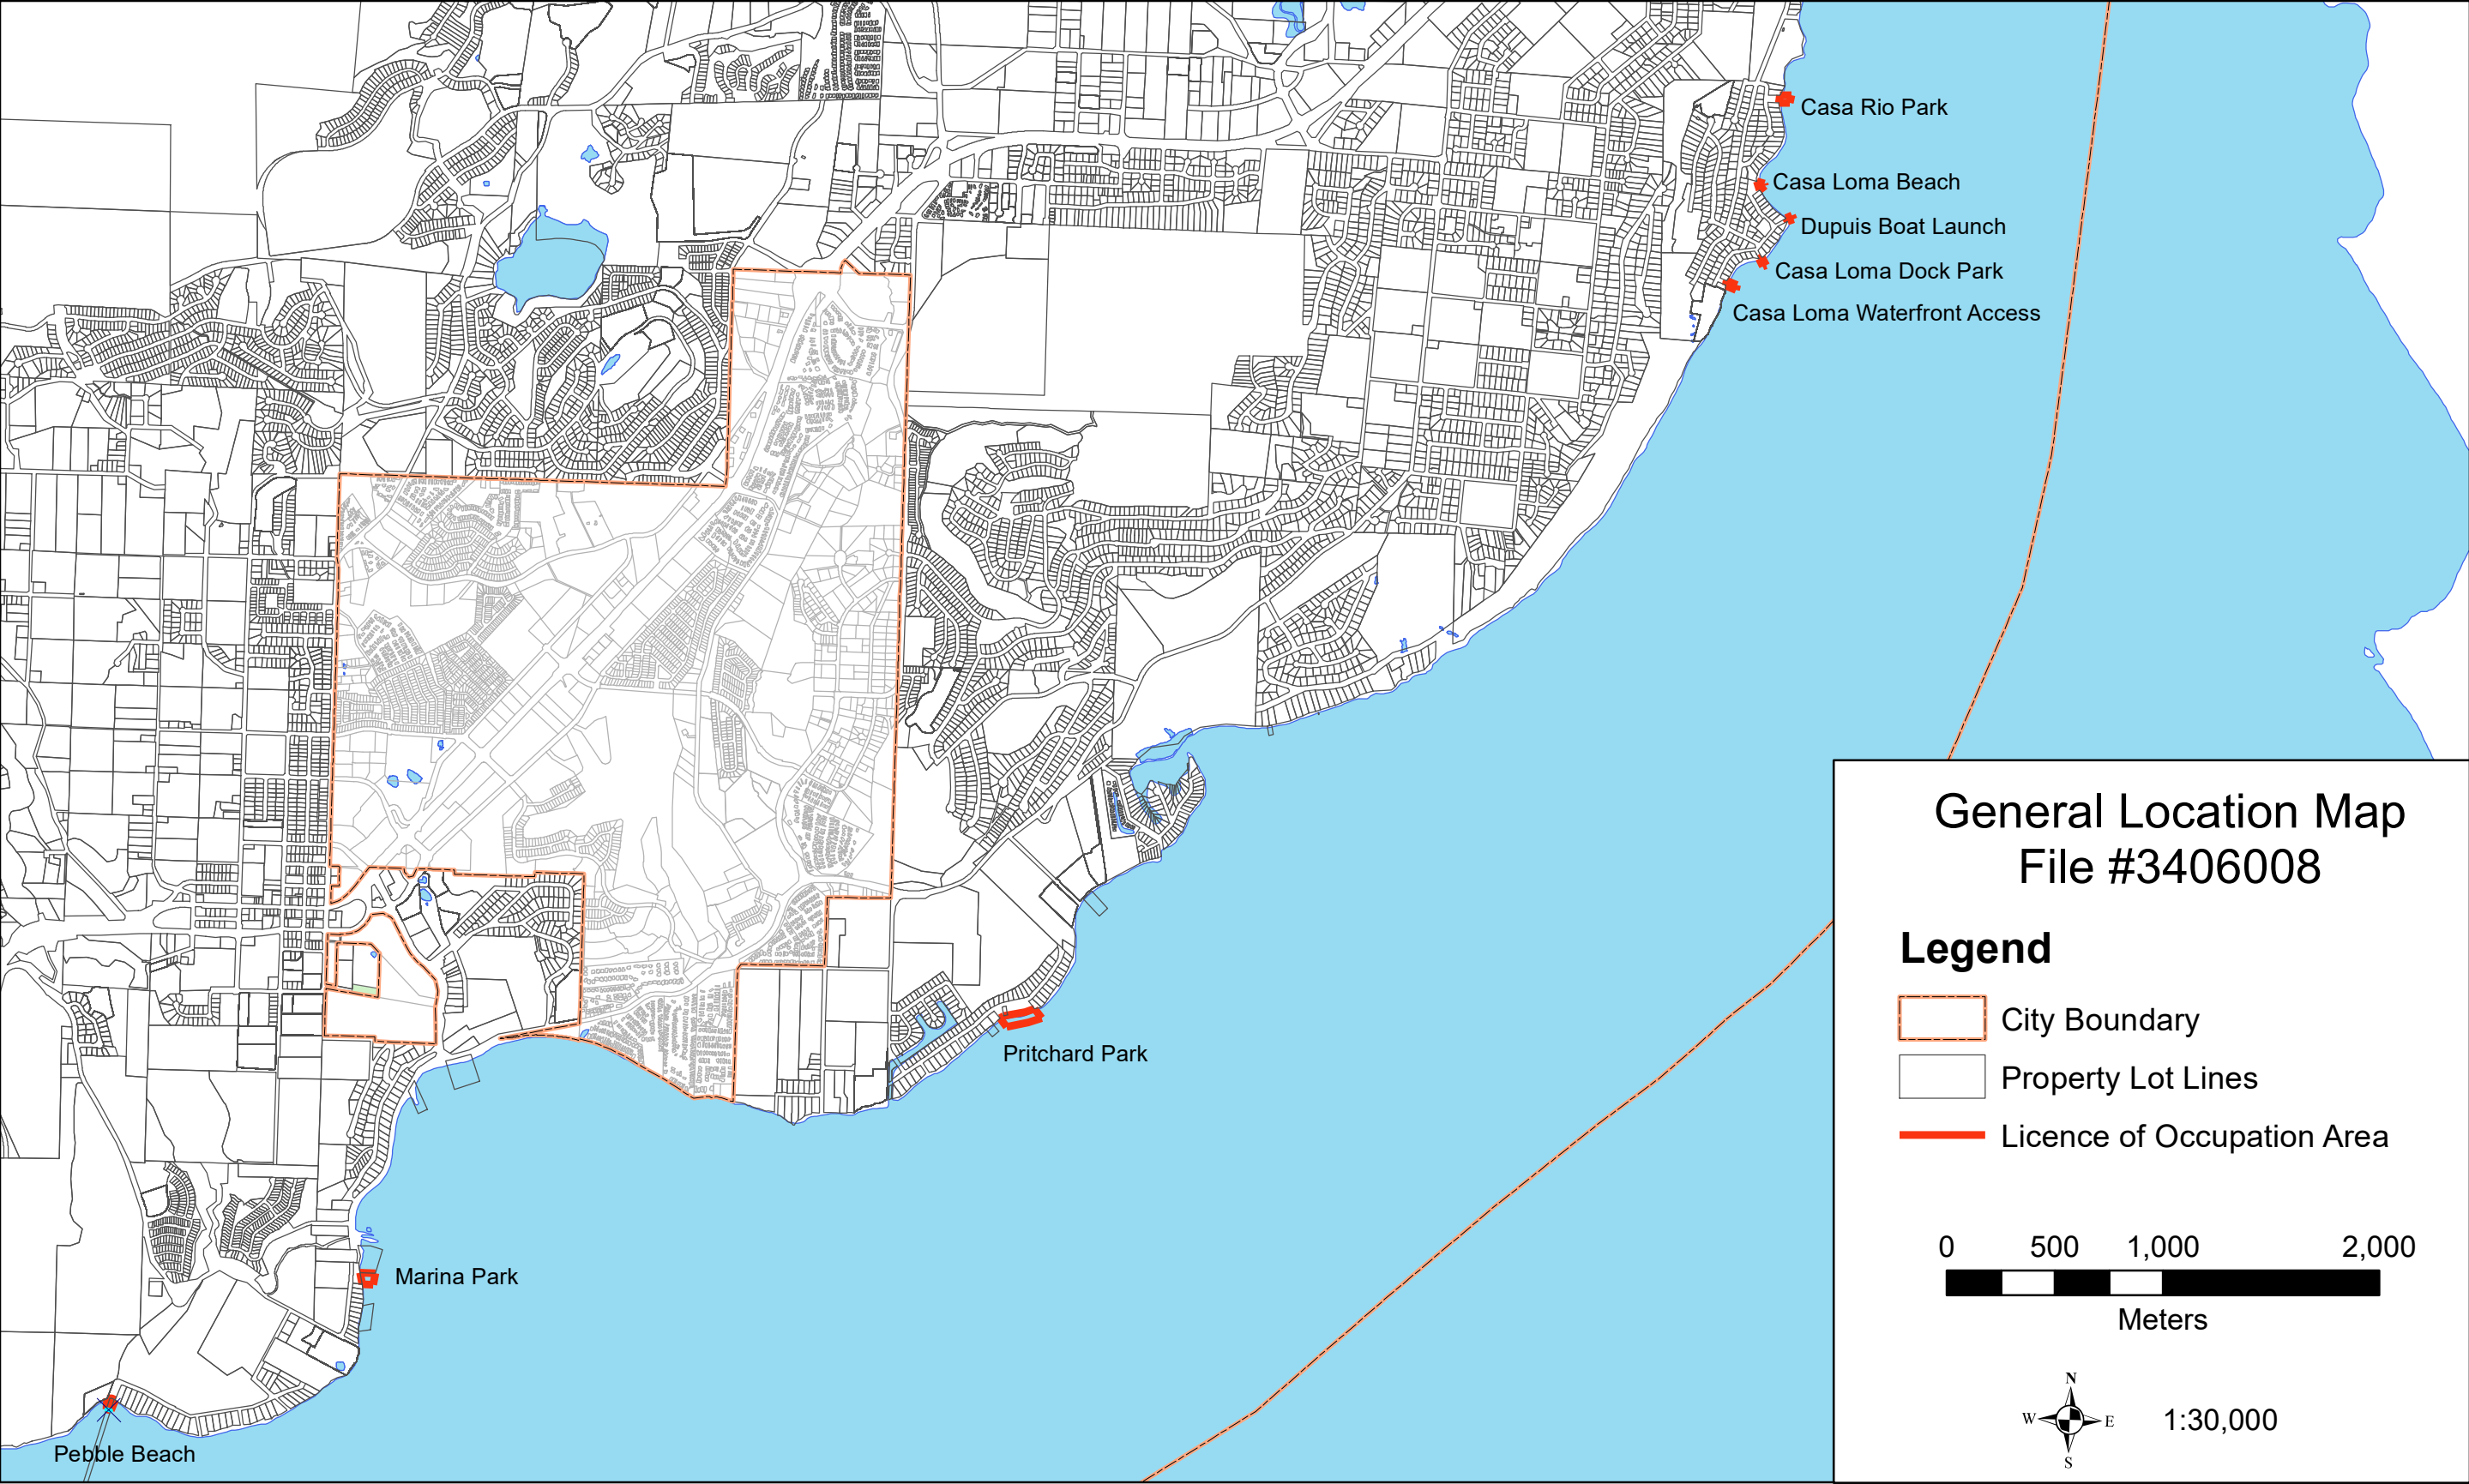 Casa Rio Park
Casa Loma Beach
Dupuis Boat Launch
Casa Loma Dock Park
Casa Loma Waterfront Access
Pritchard Park
Marina Park
Pebble Beach
General Location Map
File #3406008
Legend
City Boundary
Property Lot Lines
Licence of Occupation Area
0 500 1,000 2,000
Meters
N
W E
S
1:30,000